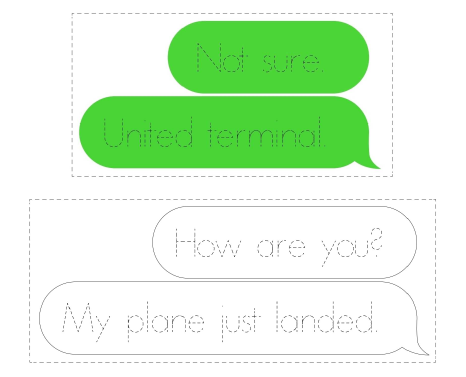 Not sure.
United terminal.
How are you?
My plane just landed.